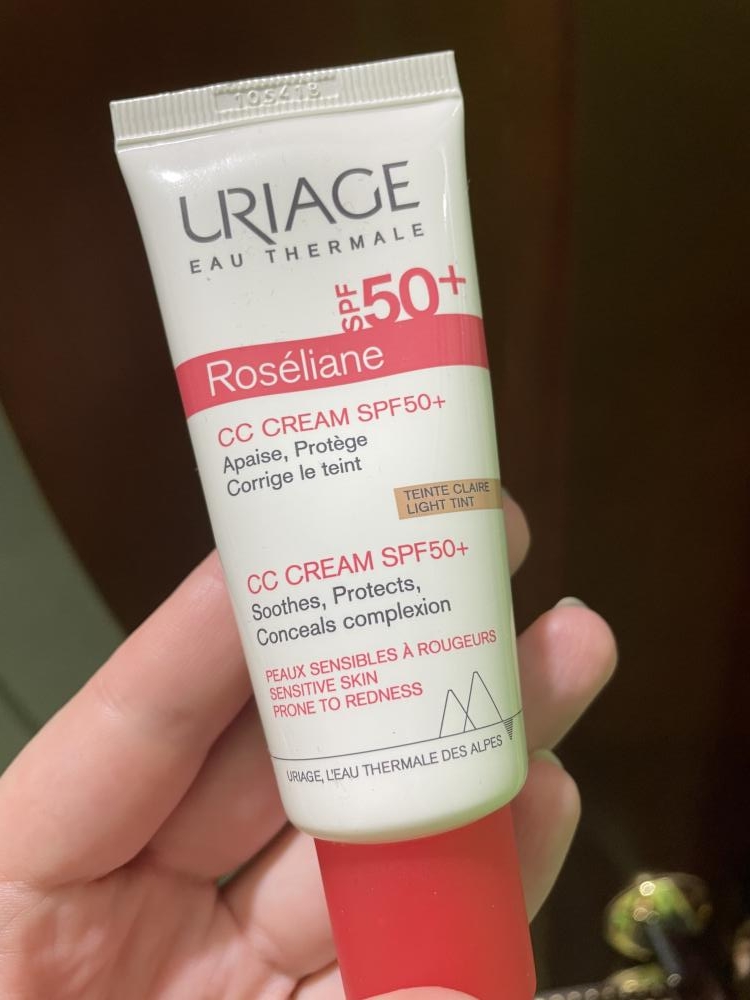 105418
URIAGE
EAU THERMALE
SPF 50+
Roséliane
CC CREAM SPF50+
Apaise, Protège
Corrige le teint
TEINTE CLAIRE
LIGHT TINT
CC CREAM SPF50+
Soothes, Protects,
Conceals complexion
PEAUX SENSIBLES À ROUGEURS
SENSITIVE SKIN
PRONE TO REDNESS
URIAGE, L'EAU THERMALE DES ALPES